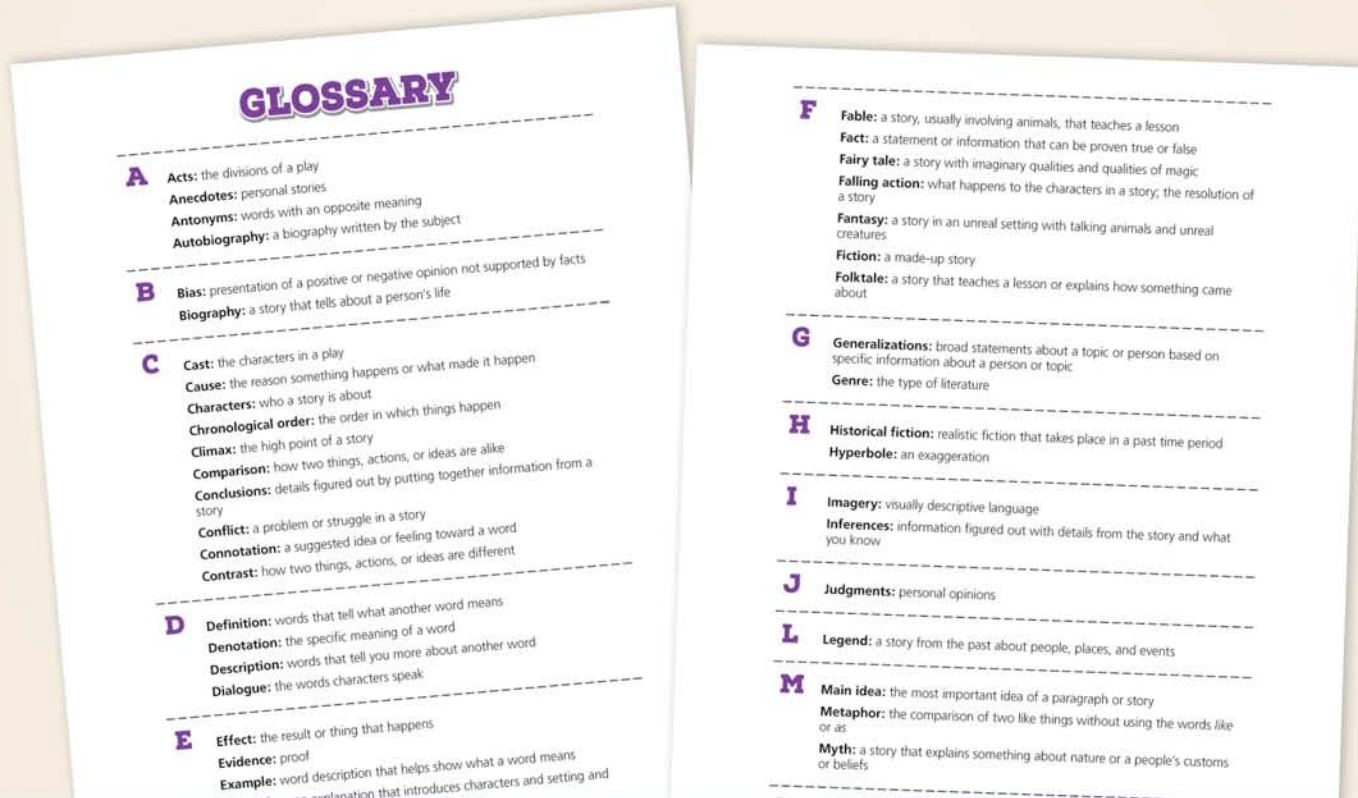 GLOSSARY
A
Acts: the divisions of a play
Anecdotes: personal stories
Antonyms: words with an opposite meaning
Autobiography: a biography written by the subject
B
Bias: presentation of a positive or negative opinion not supported by facts
Biography: a story that tells about a person's life
C
Cast: the characters in a play
Cause: the reason something happens or what made it happen
Characters: who a story is about
Chronological order: the order in which things happen
Climax: the high point of a story
Comparison: how two things, actions, or ideas are alike
Conclusions: details figured out by putting together information from a
story
Conflict: a problem or struggle in a story
Connotation: a suggested idea or feeling toward a word
Contrast: how two things, actions, or ideas are different
D
Definition: words that tell what another word means
Denotation: the specific meaning of a word
Description: words that tell you more about another word
Dialogue: the words characters speak
E
Effect: the result or thing that happens
Evidence: proof
Example: word description that helps show what a word means
explanation that introduces characters and setting and
F
Fable: a story, usually involving animals, that teaches a lesson
Fact: a statement or information that can be proven true or false
Fairy tale: a story with imaginary qualities and qualities of magic
Falling action: what happens to the characters in a story; the resolution of
a story
Fantasy: a story in an unreal setting with talking animals and unreal
creatures
Fiction: a made-up story
Folktale: a story that teaches a lesson or explains how something came
about
G
Generalizations: broad statements about a topic or person based on
specific information about a person or topic
Genre: the type of literature
H
Historical fiction: realistic fiction that takes place in a past time period
Hyperbole: an exaggeration
I
Imagery: visually descriptive language
Inferences: information figured out with details from the story and what
you know
J
Judgments: personal opinions
L
Legend: a story from the past about people, places, and events
M
Main idea: the most important idea of a paragraph or story
Metaphor: the comparison of two like things without using the words like
or as
Myth: a story that explains something about nature or a people's customs
or beliefs